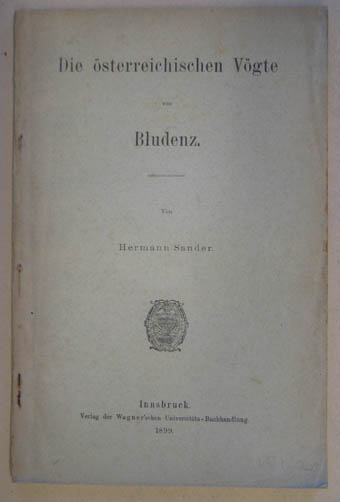 Die österreichischen Vögte
von
Bludenz.
Von
Hermann Sander.
Innsbruck.
Verlag der Wagner'schen Universitäts-Buchhandlung.
1899.